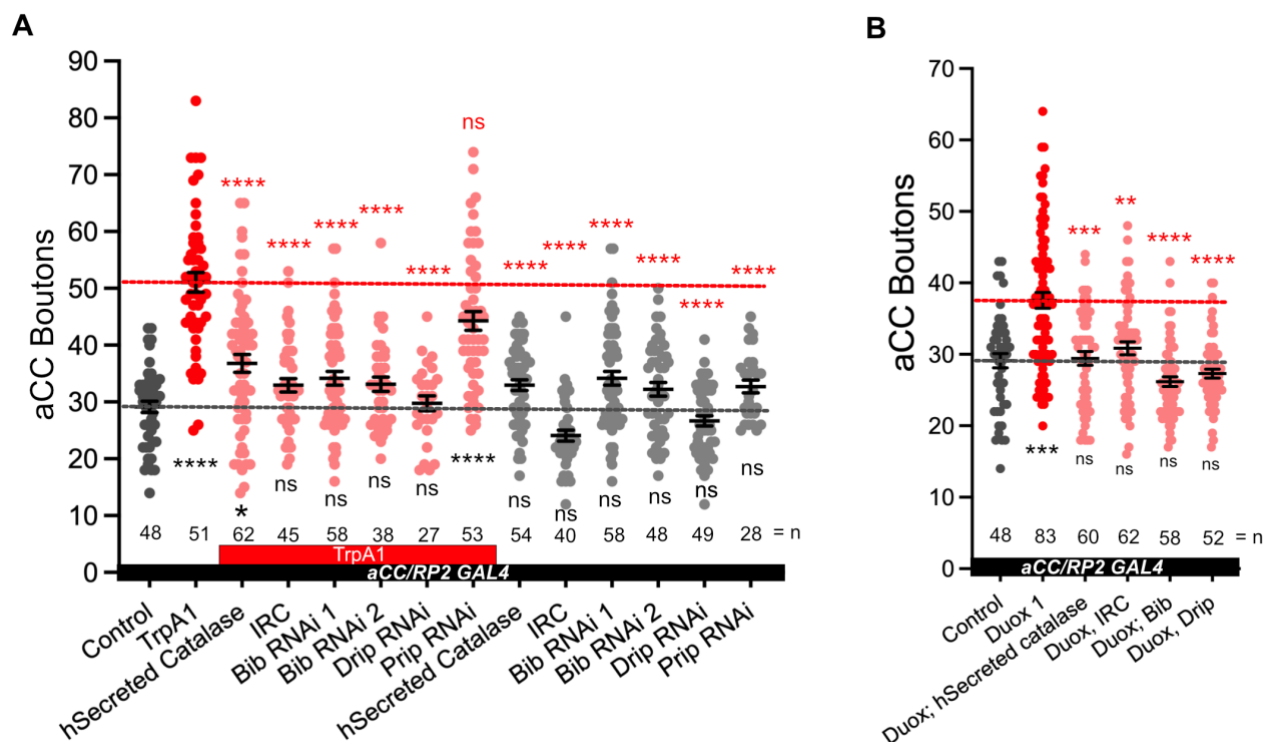 A
B
aCC Boutons
90
80
70
60
50
40
30
20
10
0
ns
**** **** **** **** **** **** **** **** **** **** **** ****
**** * ns ns ns ns **** ns ns ns ns ns ns
48 51 62 45 58 38 27 53 54 40 58 48 49 28 = n
TrpA1
aCC/RP2 GAL4
Control
TrpA1
hSecreted Catalase
IRC
Bib RNAi 1
Bib RNAi 2
Drip RNAi
Prip RNAi
hSecreted Catalase
IRC
Bib RNAi 1
Bib RNAi 2
Drip RNAi
Prip RNAi
aCC Boutons
70
60
50
40
30
20
10
0
*** ** **** ****
*** ns ns ns ns
48 83 60 62 58 52 = n
aCC/RP2 GAL4
Control
Duox 1
Duox; hSecreted catalase
Duox, IRC
Duox; Bib
Duox, Drip